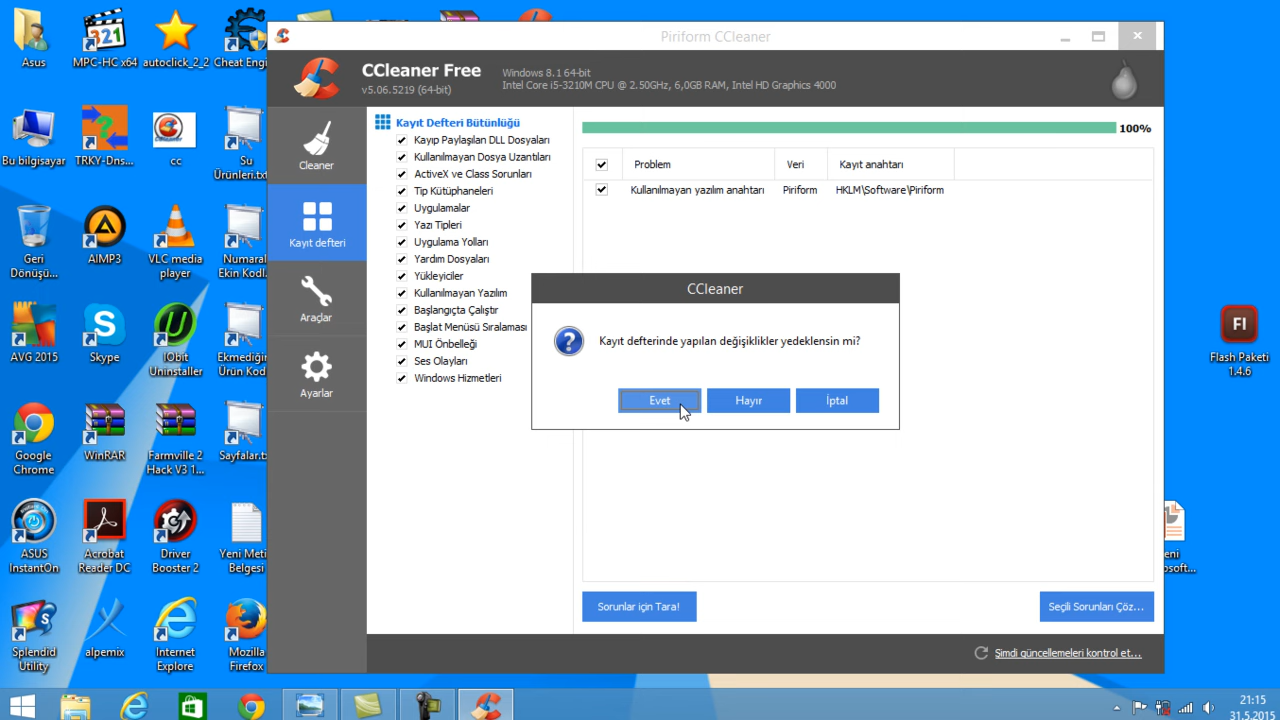 Asus
MPC-HC x64
autoclick_2_2
Cheat Engi
Bu bilgisayar
TRKY-Dns...
cc
Su
Ürünleri.txt
Geri
Dönüşü...
AIMP3
VLC media
player
Numaral
Ekin Kodl.
AVG 2015
Skype
IObit
Uninstaller
Ekmediğin
Ürün Kod
Google
Chrome
WinRAR
Farmville 2
Hack V3 1...
Sayfalar.tx
ASUS
InstantOn
Acrobat
Reader DC
Driver
Booster 2
Yeni Meti
Belgesi
Splendid
Utility
alpemix
Internet
Explore
Mozilla
Firefox
Piriform CCleaner
CCleaner Free
v5.06.5219 (64-bit)
Windows 8.1 64-bit
Intel Core i5-3210M CPU @ 2.50GHz, 6,0GB RAM, Intel HD Graphics 4000
Cleaner
Kayıt defteri
Araçlar
Ayarlar
Kayıt Defteri Bütünlüğü
Kayıp Paylaşılan DLL Dosyaları
Kullanılmayan Dosya Uzantıları
ActiveX ve Class Sorunları
Tip Kütüphaneleri
Uygulamalar
Yazı Tipleri
Uygulama Yolları
Yardım Dosyaları
Yükleyiciler
Kullanılmayan Yazılım
Başlangıçta Çalıştır
Başlat Menüsü Sıralaması
MUI Önbelleği
Ses Olayları
Windows Hizmetleri
100%
Problem Veri Kayıt anahtarı
Kullanılmayan yazılım anahtarı Piriform HKLM\Software\Piriform
CCleaner
Kayıt defterinde yapılan değişiklikler yedeklensin mi?
Evet Hayır İptal
Sorunlar için Tara!
Seçili Sorunları Çöz...
Şimdi güncellemeleri kontrol et...
Fl
Flash Paketi
1.4.6
eni
osoft...
21:15
31.5.2015